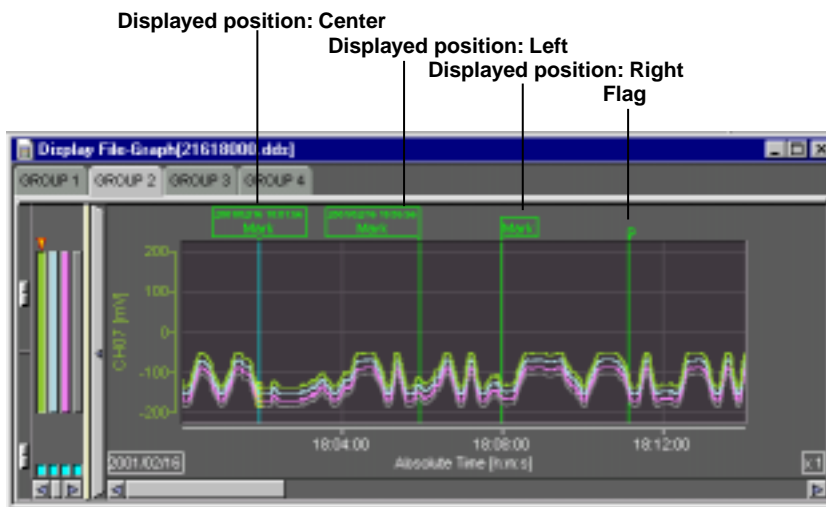 Displayed position: Center
Displayed position: Left
Displayed position: Right
Flag
Display File-Graph[21618000.dds]
GROUP 1 GROUP 2 GROUP 3 GROUP 4
Mark
Mark
Mark
200
100
0
-100
-200
CH07 [mV]
18:04:00 18:08:00 18:12:00
2001/02/16
Absolute Time [h:m:s]
x1